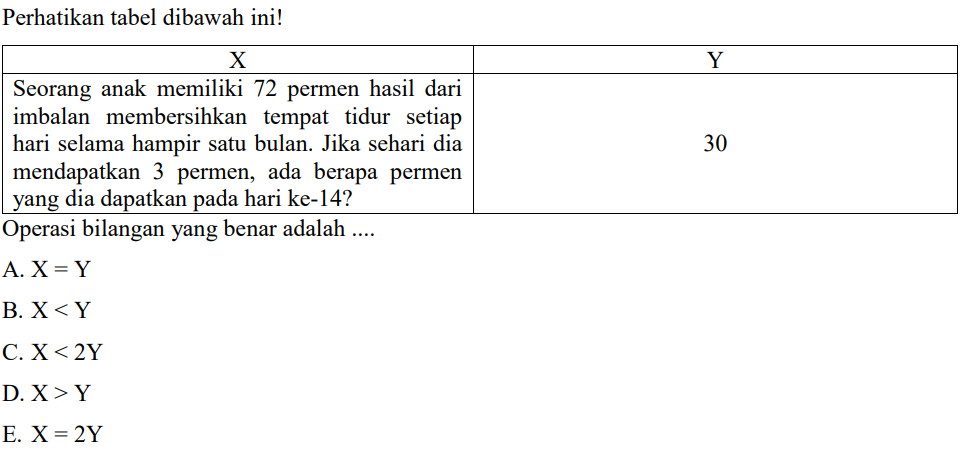 Perhatikan tabel dibawah ini!
X
Y
Seorang anak memiliki 72 permen hasil dari
imbalan membersihkan tempat tidur setiap
hari selama hampir satu bulan. Jika sehari dia
mendapatkan 3 permen, ada berapa permen
yang dia dapatkan pada hari ke-14?
30
Operasi bilangan yang benar adalah ....
A. X = Y
B. X < Y
C. X < 2Y
D. X > Y
E. X = 2Y